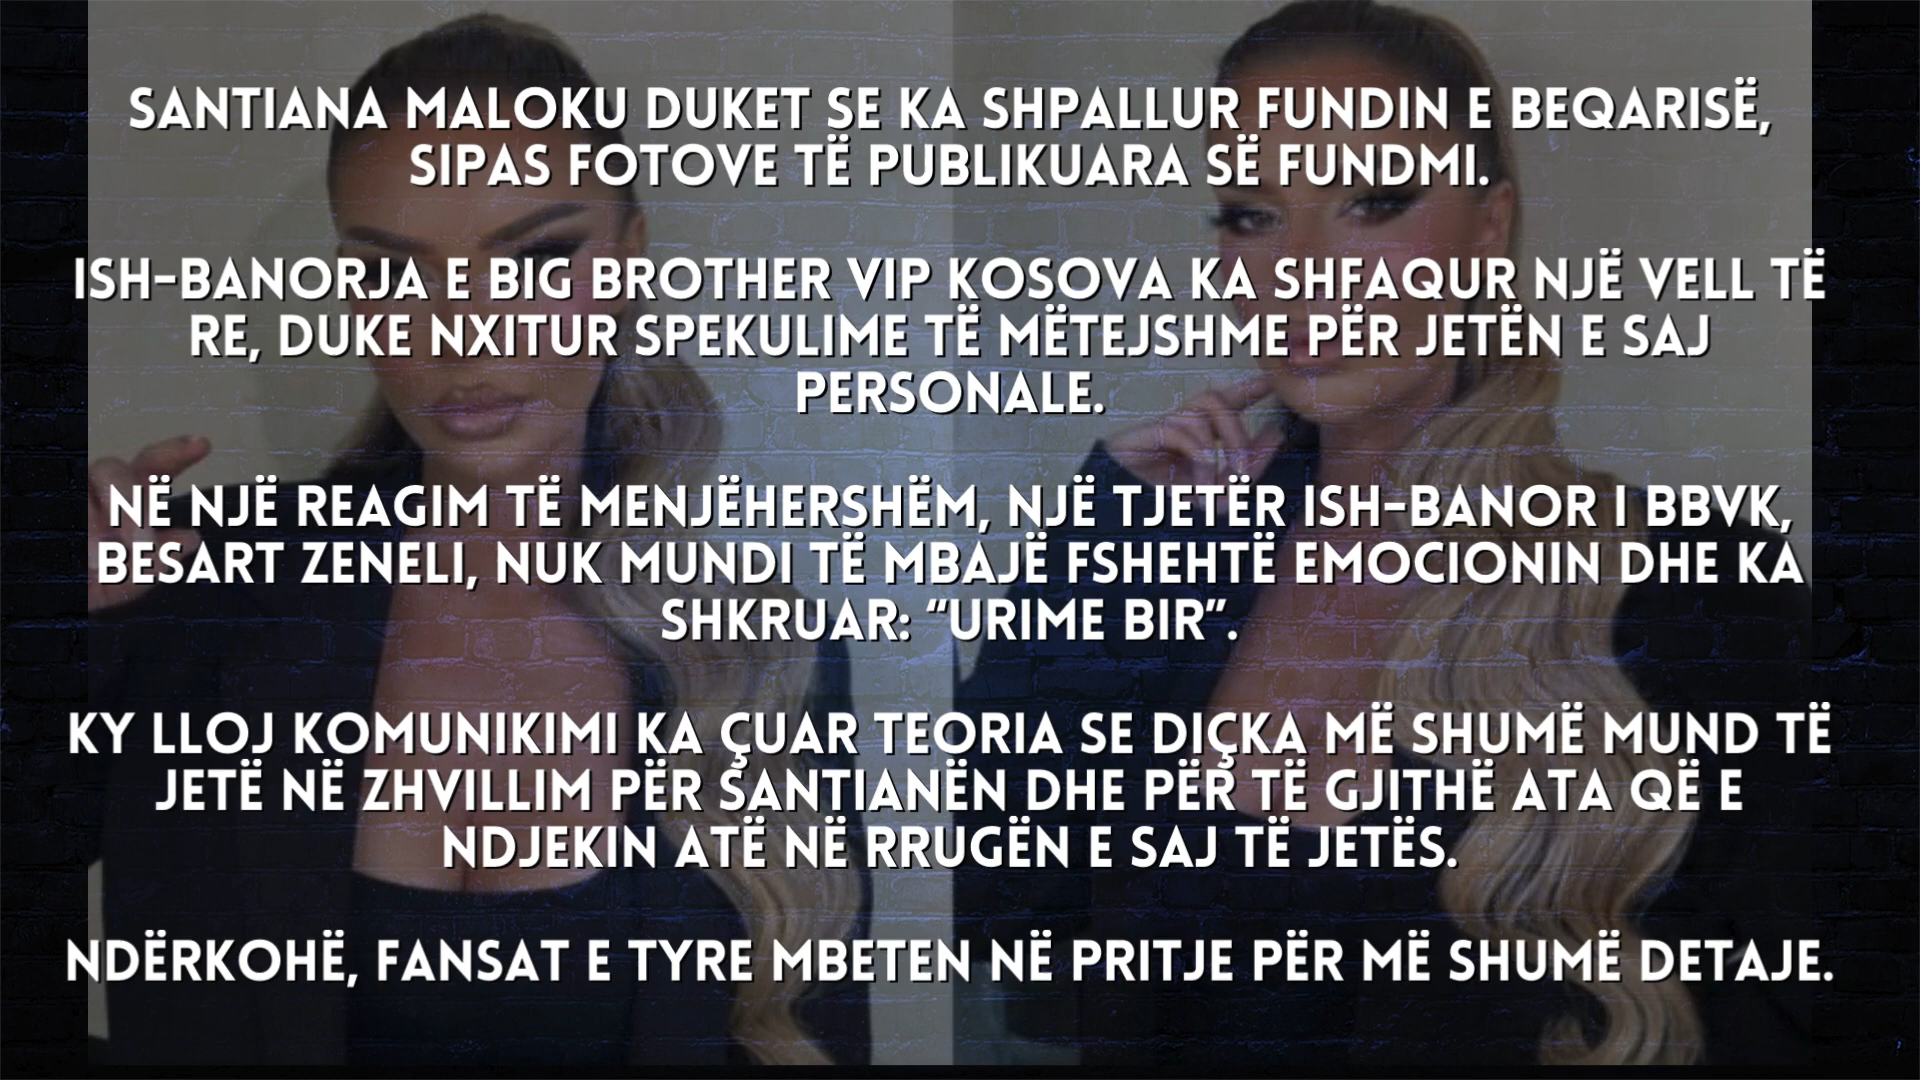 SANTIANA MALOKU DUKET SE KA SHPALLUR FUNDIN E BEQARISË,
SIPAS FOTOVE TË PUBLIKUARA SË FUNDMI.
ISH-BANORJA E BIG BROTHER VIP KOSOVA KA SHFAQUR NJË VELL TË
RE, DUKE NXITUR SPEKULIME TË MËTEJSHME PËR JETËN E SAJ
PERSONALE.
NË NJË REAGIM TË MENJËHERSHËM, NJË TJETËR ISH-BANOR I BBVK,
BESART ZENELI, NUK MUNDI TË MBAJË FSHEHTË EMOCIONIN DHE KA
SHKRUAR: “URIME BIR”.
KY LLOJ KOMUNIKIMI KA ÇUAR TEORIA SE DIÇKA MË SHUMË MUND TË
JETË NË ZHVILLIM PËR SANTIANËN DHE PËR TË GJITHË ATA QË E
NDJEKIN ATË NË RRUGËN E SAJ TË JETËS.
NDËRKOHË, FANSAT E TYRE MBETEN NË PRITJE PËR MË SHUMË DETAJE.